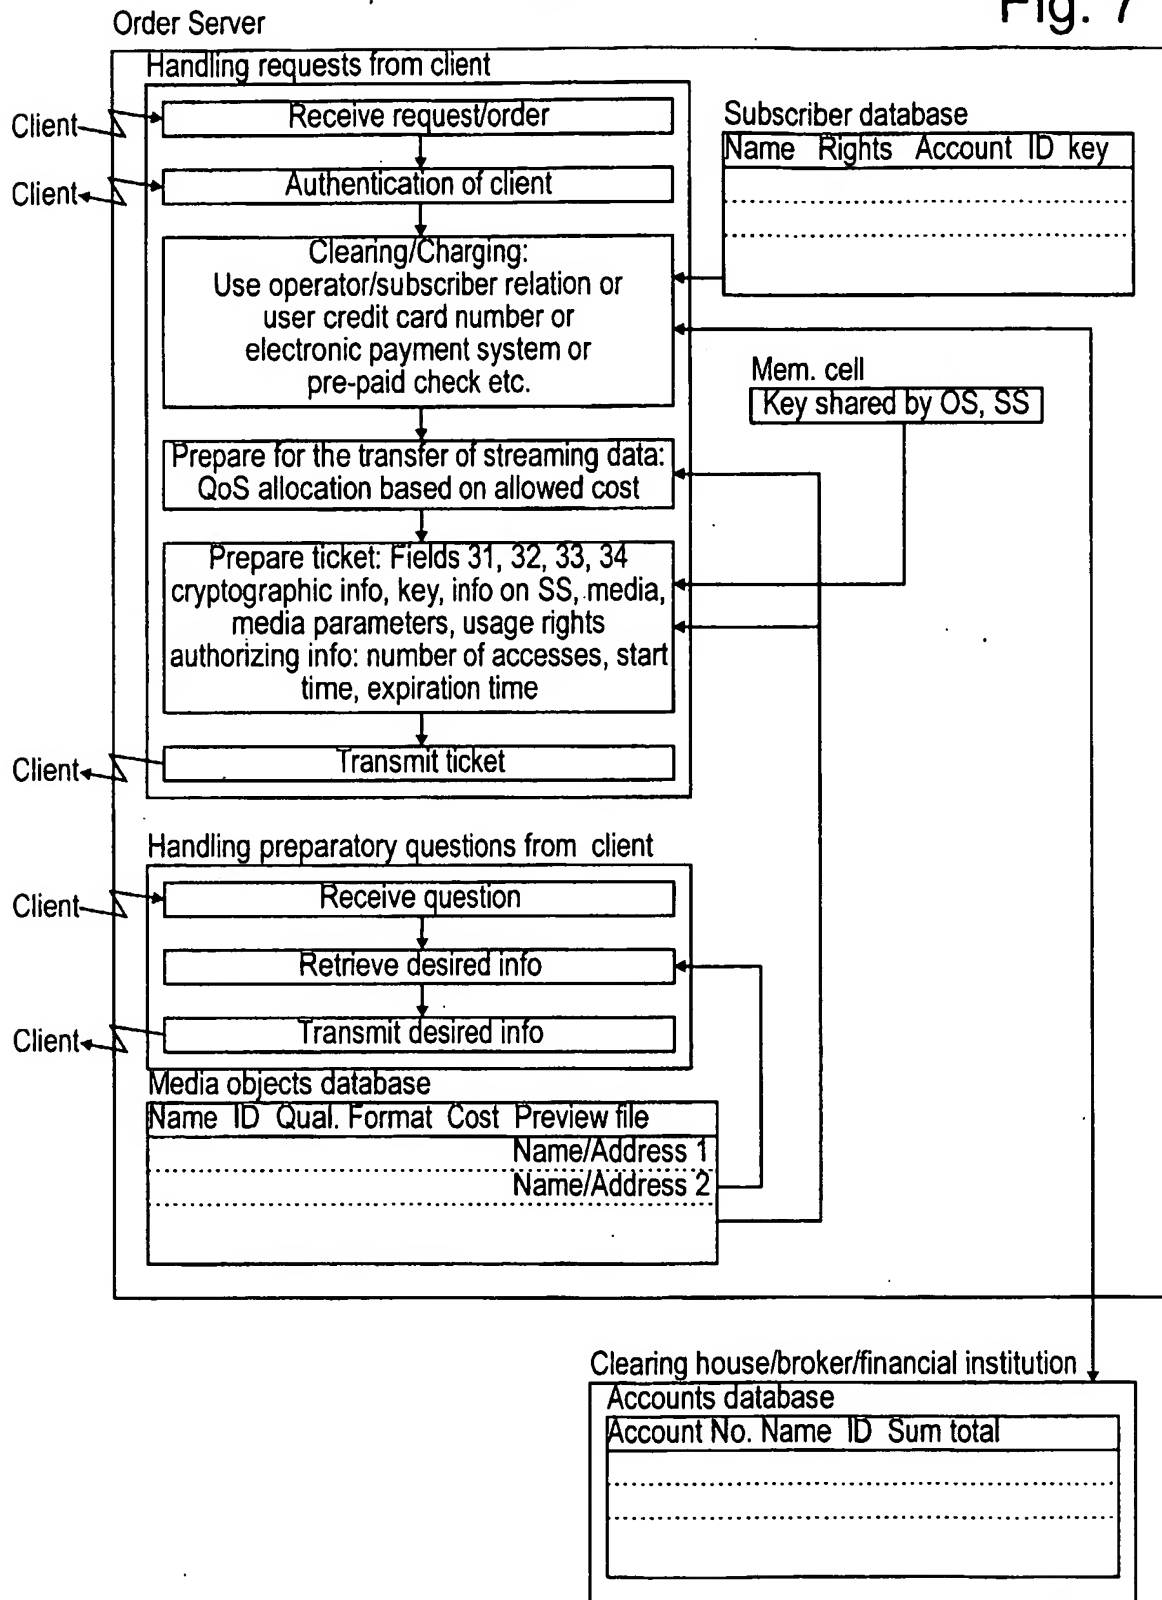 Fig. 7
Order Server
Handling requests from client
Client
Receive request/order
Client
Authentication of client
Clearing/Charging:
Use operator/subscriber relation or
user credit card number or
electronic payment system or
pre-paid check etc.
Subscriber database
Name Rights Account ID key
Mem. cell
Key shared by OS, SS
Prepare for the transfer of streaming data:
QoS allocation based on allowed cost
Prepare ticket: Fields 31, 32, 33, 34
cryptographic info, key, info on SS, media,
media parameters, usage rights
authorizing info: number of accesses, start
time, expiration time
Client
Transmit ticket
Handling preparatory questions from client
Client
Receive question
Retrieve desired info
Client
Transmit desired info
Media objects database
Name ID Qual. Format Cost Preview file
Name/Address 1
Name/Address 2
Clearing house/broker/financial institution
Accounts database
Account No. Name ID Sum total